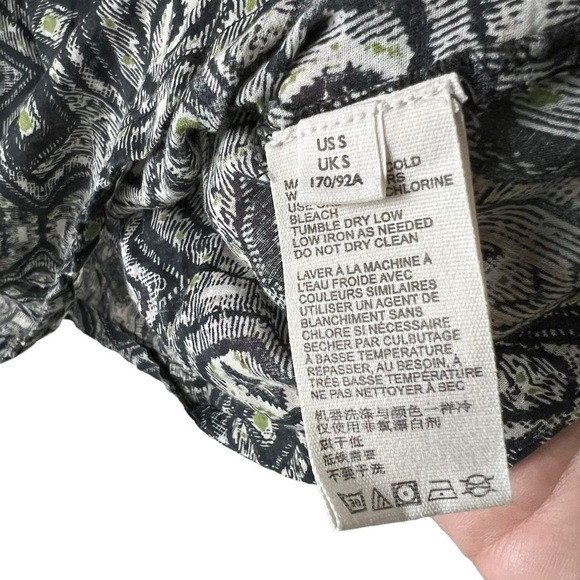 US S
UK S
170/92A
COLD
CHLORINE
BLEACH
TUMBLE DRY LOW
LOW IRON AS NEEDED
DO NOT DRY CLEAN
LAVER À LA MACHINE À
L'EAU FROIDE AVEC
COULEURS SIMILAIRES
UTILISER UN AGENT DE
BLANCHIMENT SANS
CHLORE SI NÉCESSAIRE
SÉCHER PAR CULBUTAGE
À BASSE TEMPÉRATURE
REPASSER, AU BESOIN, À
TRÈS BASSE TEMPÉRATURE
NE PAS NETTOYER À SEC
机器洗涤与颜色一样冷
仅使用非氯漂白剂
烘干低
低铁需要
不要干洗